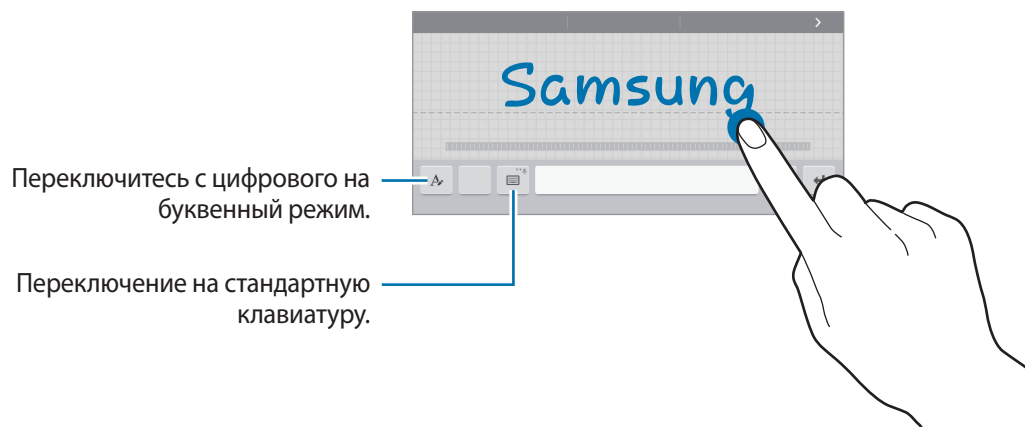 Samsung
Переключитесь с цифрового на
буквенный режим.
Переключение на стандартную
клавиатуру.